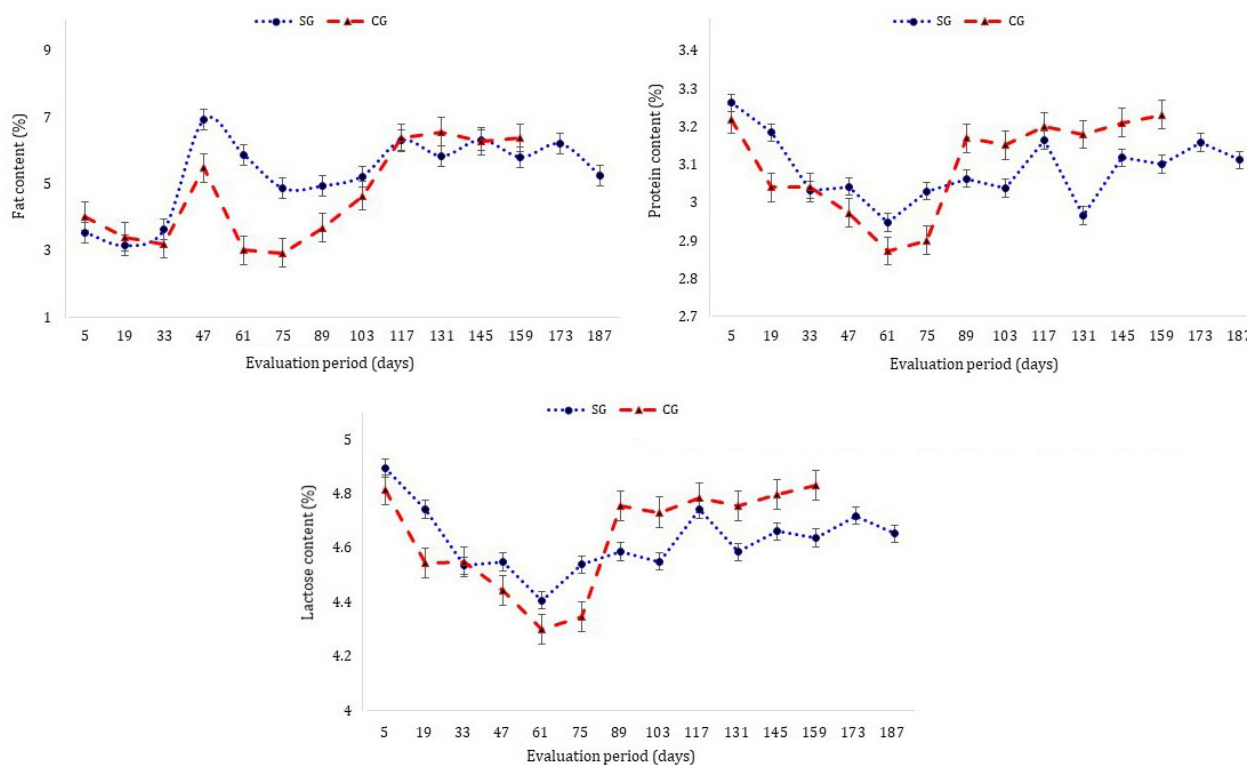 SG CG
9
7
5
3
1
Fat content (%)
5 19 33 47 61 75 89 103 117 131 145 159 173 187
Evaluation period (days)
SG CG
3.4
3.3
3.2
3.1
3
2.9
2.8
2.7
Protein content (%)
5 19 33 47 61 75 89 103 117 131 145 159 173 187
Evaluation period (days)
SG CG
5
4.8
4.6
4.4
4.2
4
Lactose content (%)
5 19 33 47 61 75 89 103 117 131 145 159 173 187
Evaluation period (days)